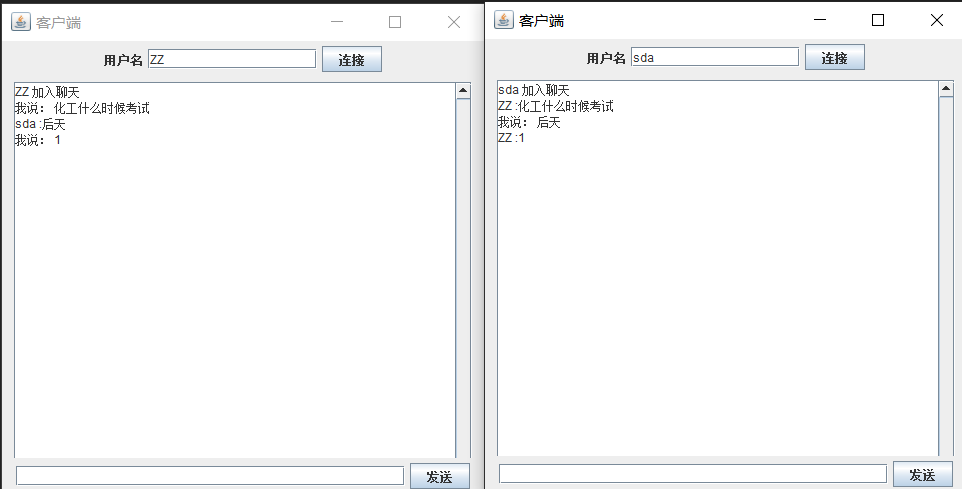 客户端
用户名 ZZ 连接
ZZ 加入聊天
我说： 化工什么时候考试
sda :后天
我说： 1
发送
客户端
用户名 sda 连接
sda 加入聊天
ZZ :化工什么时候考试
我说： 后天
ZZ :1
发送